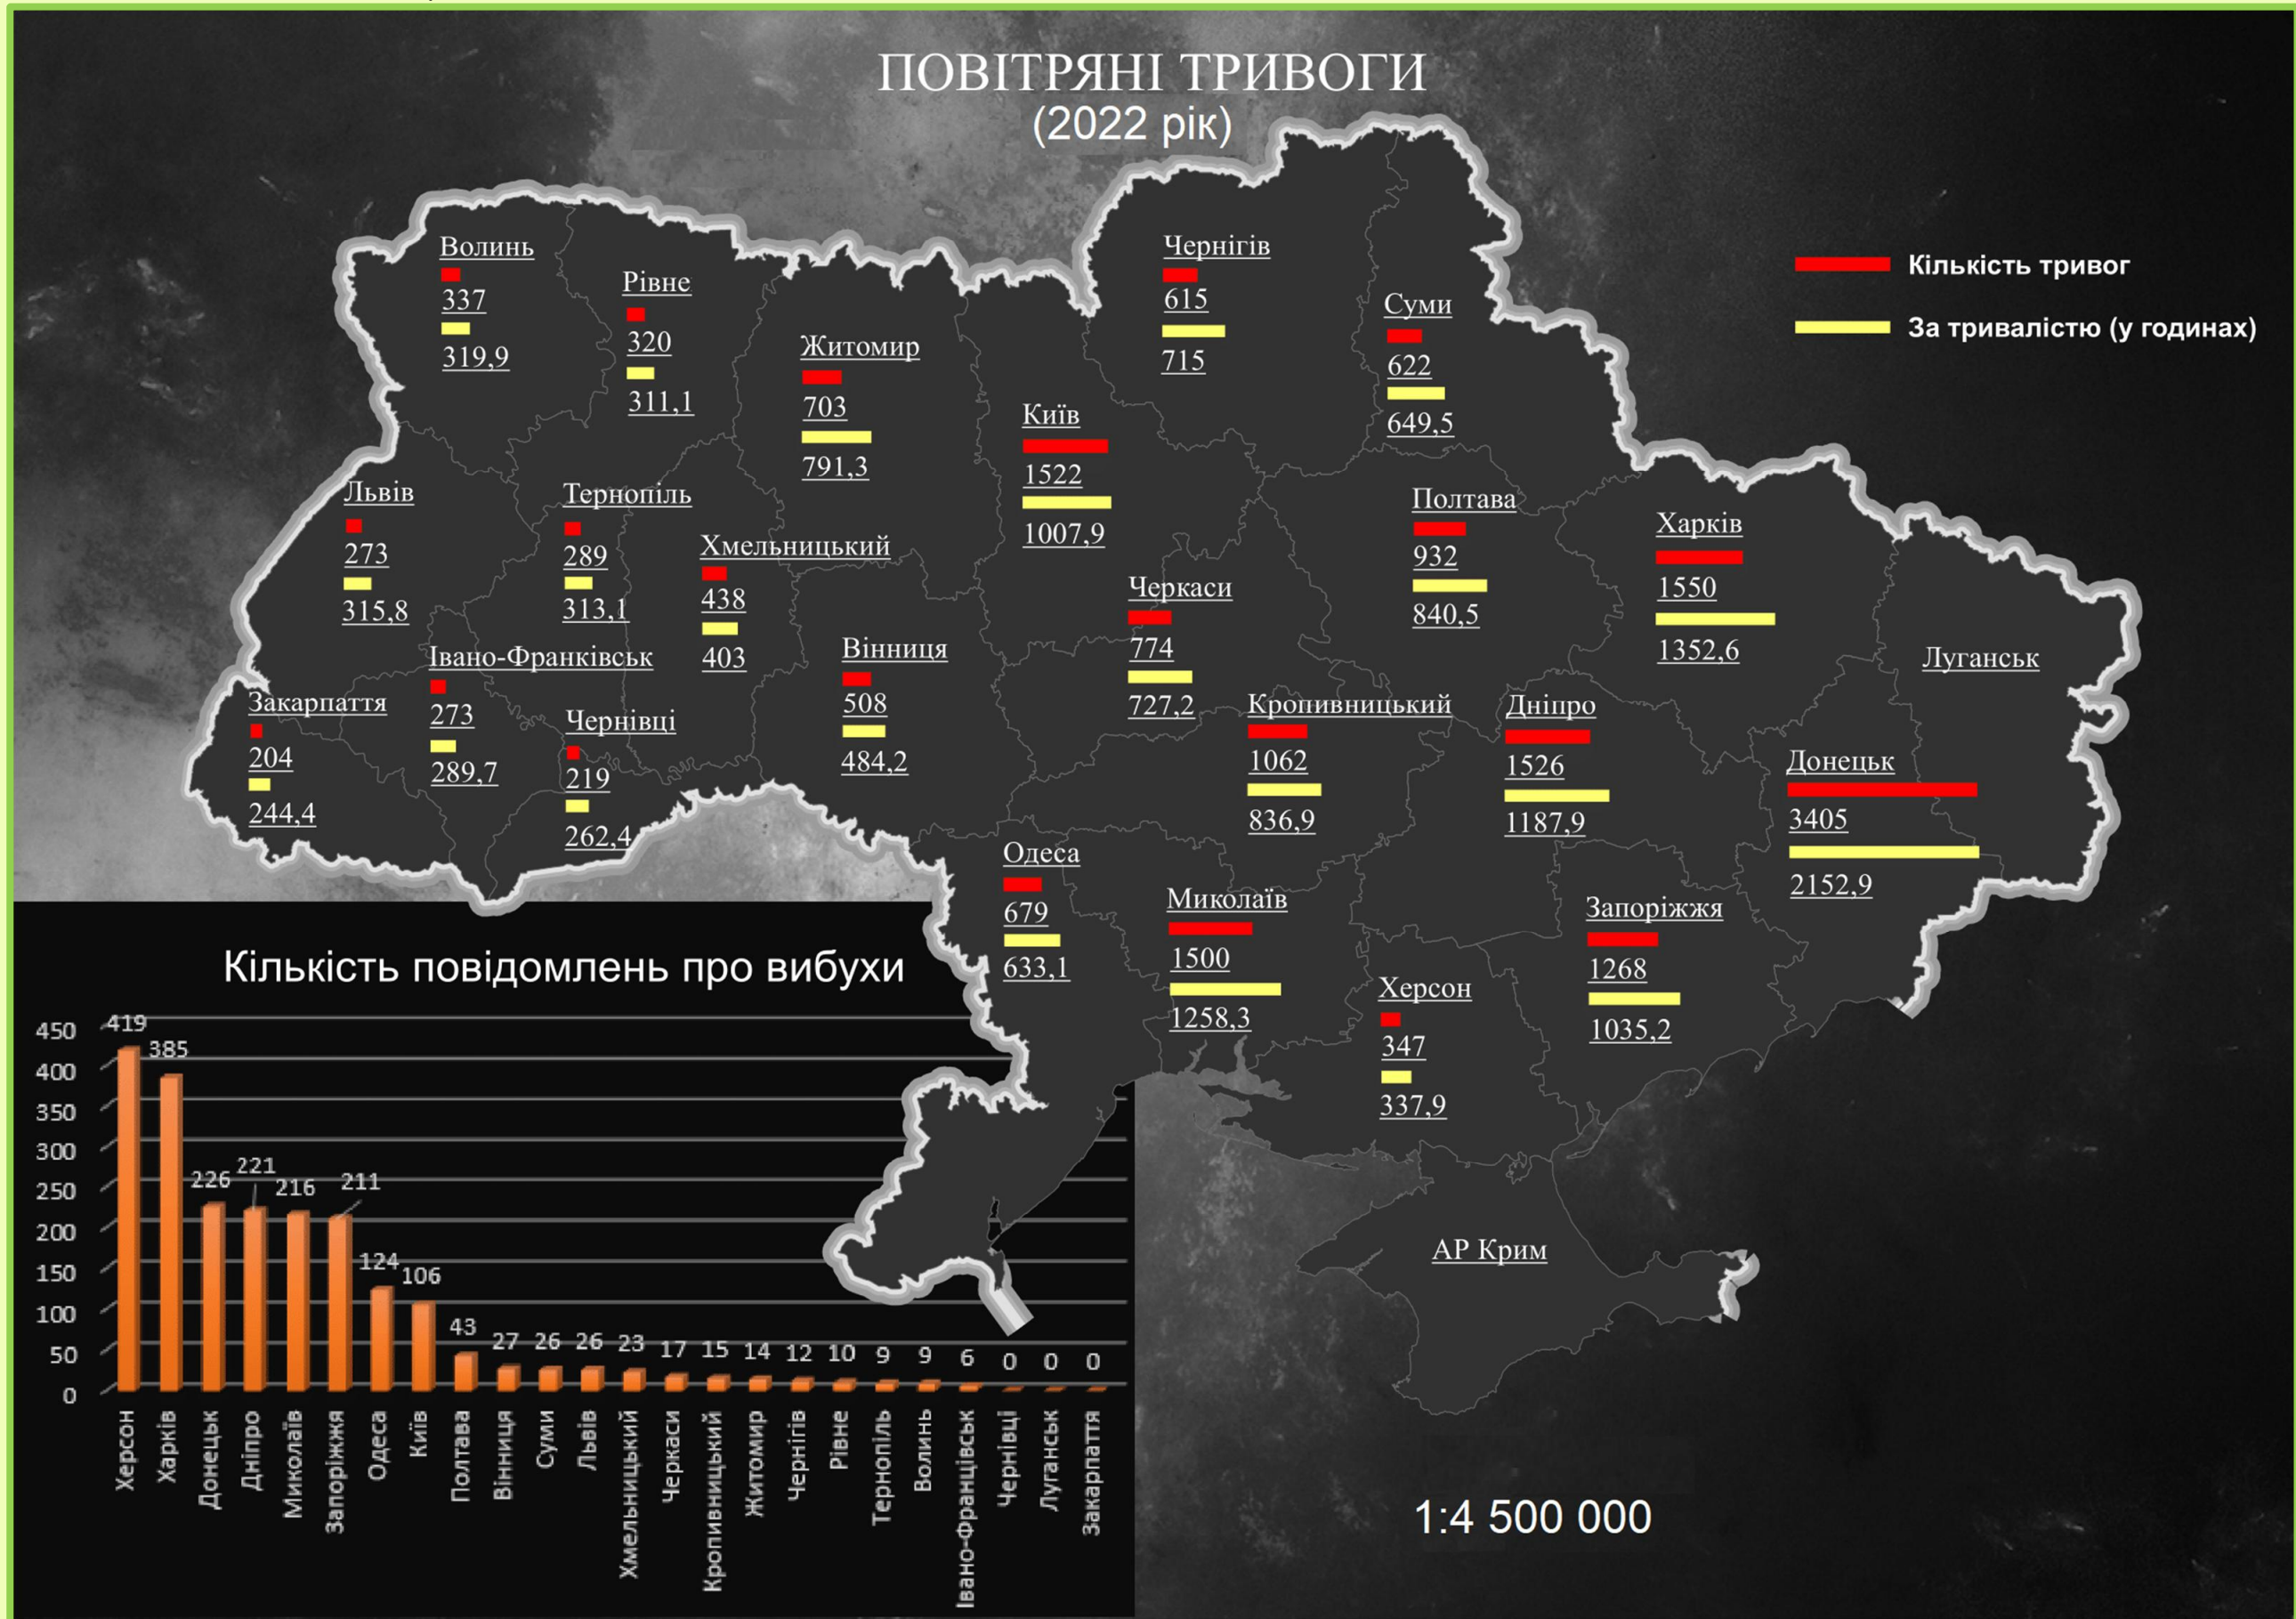 ПОВІТРЯНІ ТРИВОГИ
(2022 рік)
Кількість тривог
За тривалістю (у годинах)
Волинь
337
319,9
Рівне
320
311,1
Житомир
703
791,3
Київ
1522
1007,9
Чернігів
615
715
Суми
622
649,5
Львів
273
315,8
Тернопіль
289
313,1
Хмельницький
438
403
Вінниця
508
484,2
Черкаси
774
727,2
Полтава
932
840,5
Харків
1550
1352,6
Луганськ
Закарпаття
204
244,4
Івано-Франківськ
273
289,7
Чернівці
219
262,4
Кропивницький
1062
836,9
Дніпро
1526
1187,9
Донецьк
3405
2152,9
Одеса
679
633,1
Миколаїв
1500
1258,3
Херсон
347
337,9
Запоріжжя
1268
1035,2
АР Крим
1:4 500 000
Кількість повідомлень про вибухи
450
400
350
300
250
200
150
100
50
0
419
385
226
221
216
211
124
106
43
27
26
26
23
17
15
14
12
10
9
9
6
0
0
0
Херсон
Харків
Донецьк
Дніпро
Миколаїв
Запоріжжя
Одеса
Київ
Полтава
Вінниця
Суми
Львів
Хмельницький
Черкаси
Кропивницький
Житомир
Чернігів
Рівне
Тернопіль
Волинь
Івано-Францівськ
Чернівці
Луганськ
Закарпаття